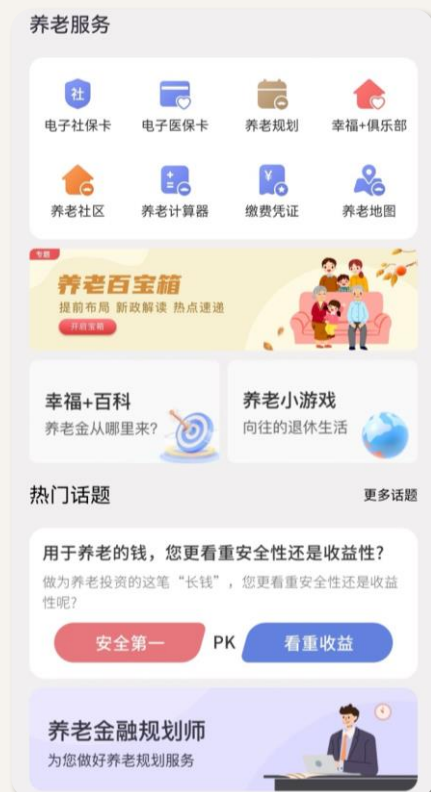 养老服务
社
电子社保卡
电子医保卡
养老规划
幸福+俱乐部
养老社区
养老计算器
缴费凭证
养老地图
专题
养老百宝箱
提前布局 新政解读 热点速递
开启宝箱
幸福+百科
养老金从哪里来?
养老小游戏
向往的退休生活
热门话题
更多话题
用于养老的钱，您更看重安全性还是收益性?
做为养老投资的这笔“长钱”，您更看重安全性还是收益
性呢?
安全第一
PK
看重收益
养老金融规划师
为您做好养老规划服务